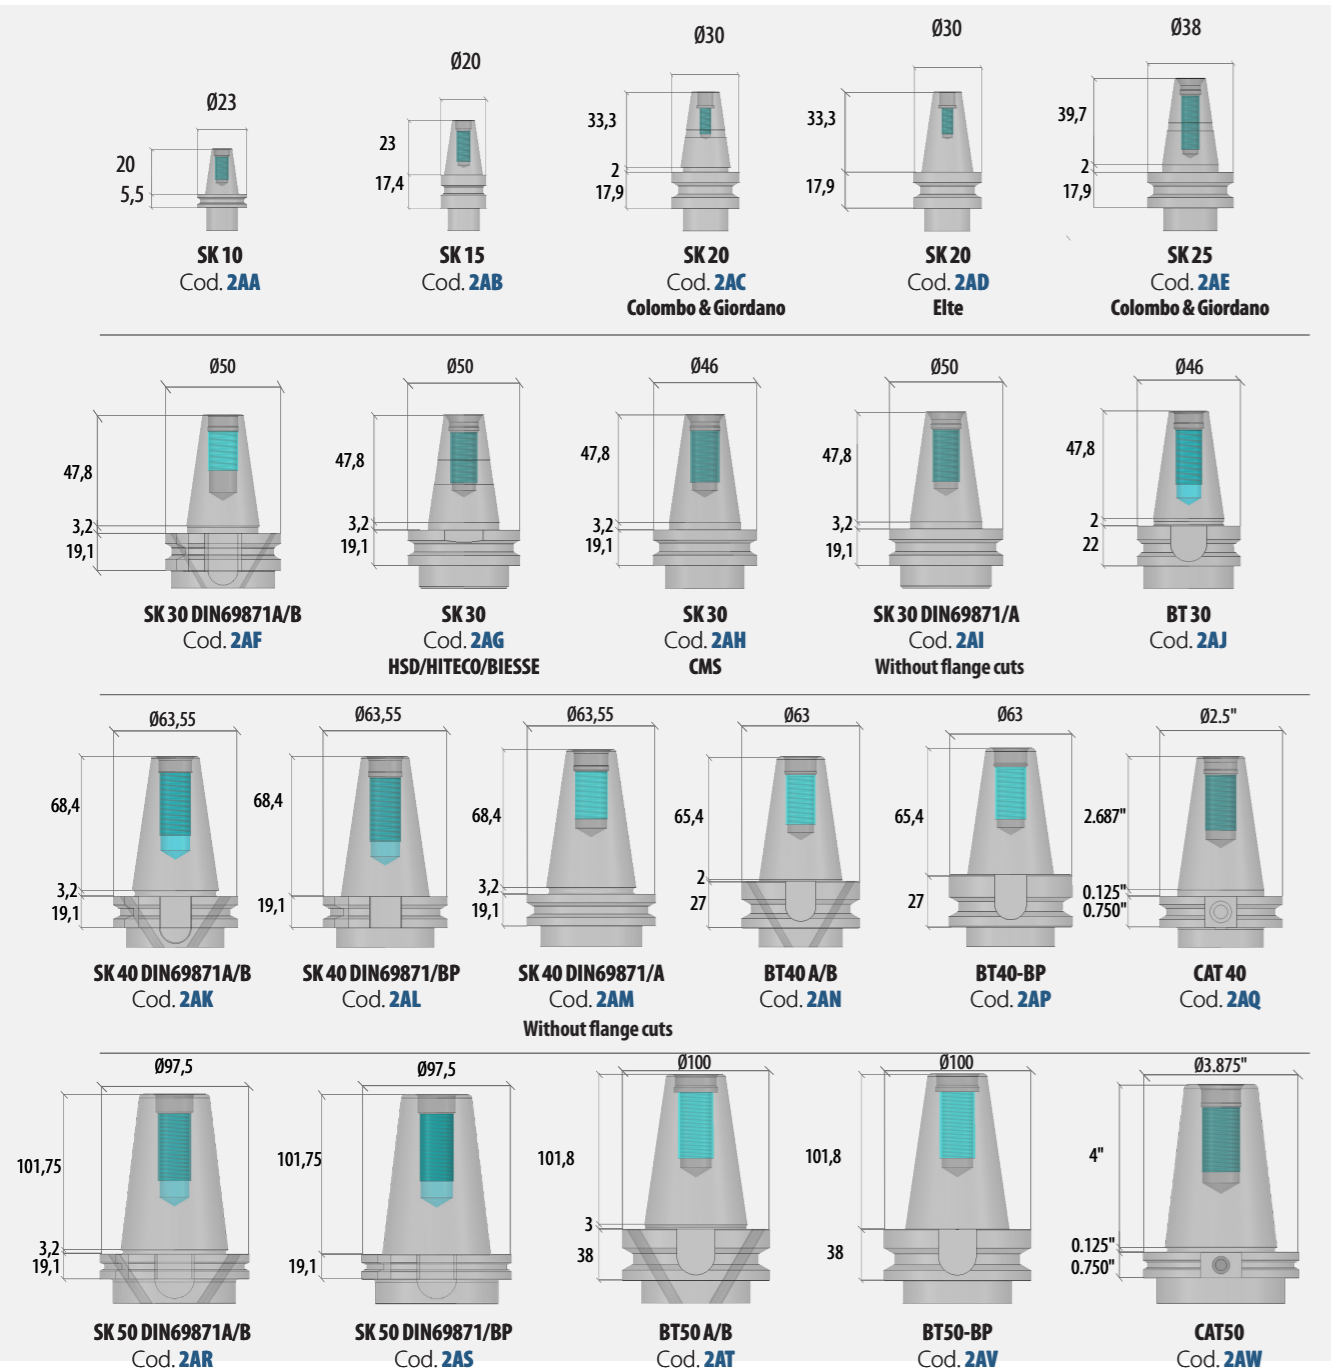 Ø23
20
5,5
SK 10
Cod. 2AA
Ø20
23
17,4
SK 15
Cod. 2AB
Ø30
33,3
2
17,9
SK 20
Cod. 2AC
Colombo & Giordano
Ø30
33,3
17,9
SK 20
Cod. 2AD
Elte
Ø38
39,7
2
17,9
SK 25
Cod. 2AE
Colombo & Giordano
Ø50
47,8
3,2
19,1
SK 30 DIN69871A/B
Cod. 2AF
Ø50
47,8
3,2
19,1
SK 30
Cod. 2AG
HSD/HITECO/BIESSE
Ø46
47,8
3,2
19,1
SK 30
Cod. 2AH
CMS
Ø50
47,8
3,2
19,1
SK 30 DIN69871/A
Cod. 2AI
Without flange cuts
Ø46
47,8
2
22
BT 30
Cod. 2AJ
Ø63,55
68,4
3,2
19,1
SK 40 DIN69871A/B
Cod. 2AK
Ø63,55
68,4
19,1
SK 40 DIN69871/BP
Cod. 2AL
Ø63,55
68,4
3,2
19,1
SK 40 DIN69871/A
Cod. 2AM
Without flange cuts
Ø63
65,4
2
27
BT40 A/B
Cod. 2AN
Ø63
65,4
27
BT40-BP
Cod. 2AP
Ø2.5"
2.687"
0.125"
0.750"
CAT 40
Cod. 2AQ
Ø97,5
101,75
3,2
19,1
SK 50 DIN69871A/B
Cod. 2AR
Ø97,5
101,75
19,1
SK 50 DIN69871/BP
Cod. 2AS
Ø100
101,8
3
38
BT50 A/B
Cod. 2AT
Ø100
101,8
38
BT50-BP
Cod. 2AV
Ø3.875"
4"
0.125"
0.750"
CAT50
Cod. 2AW